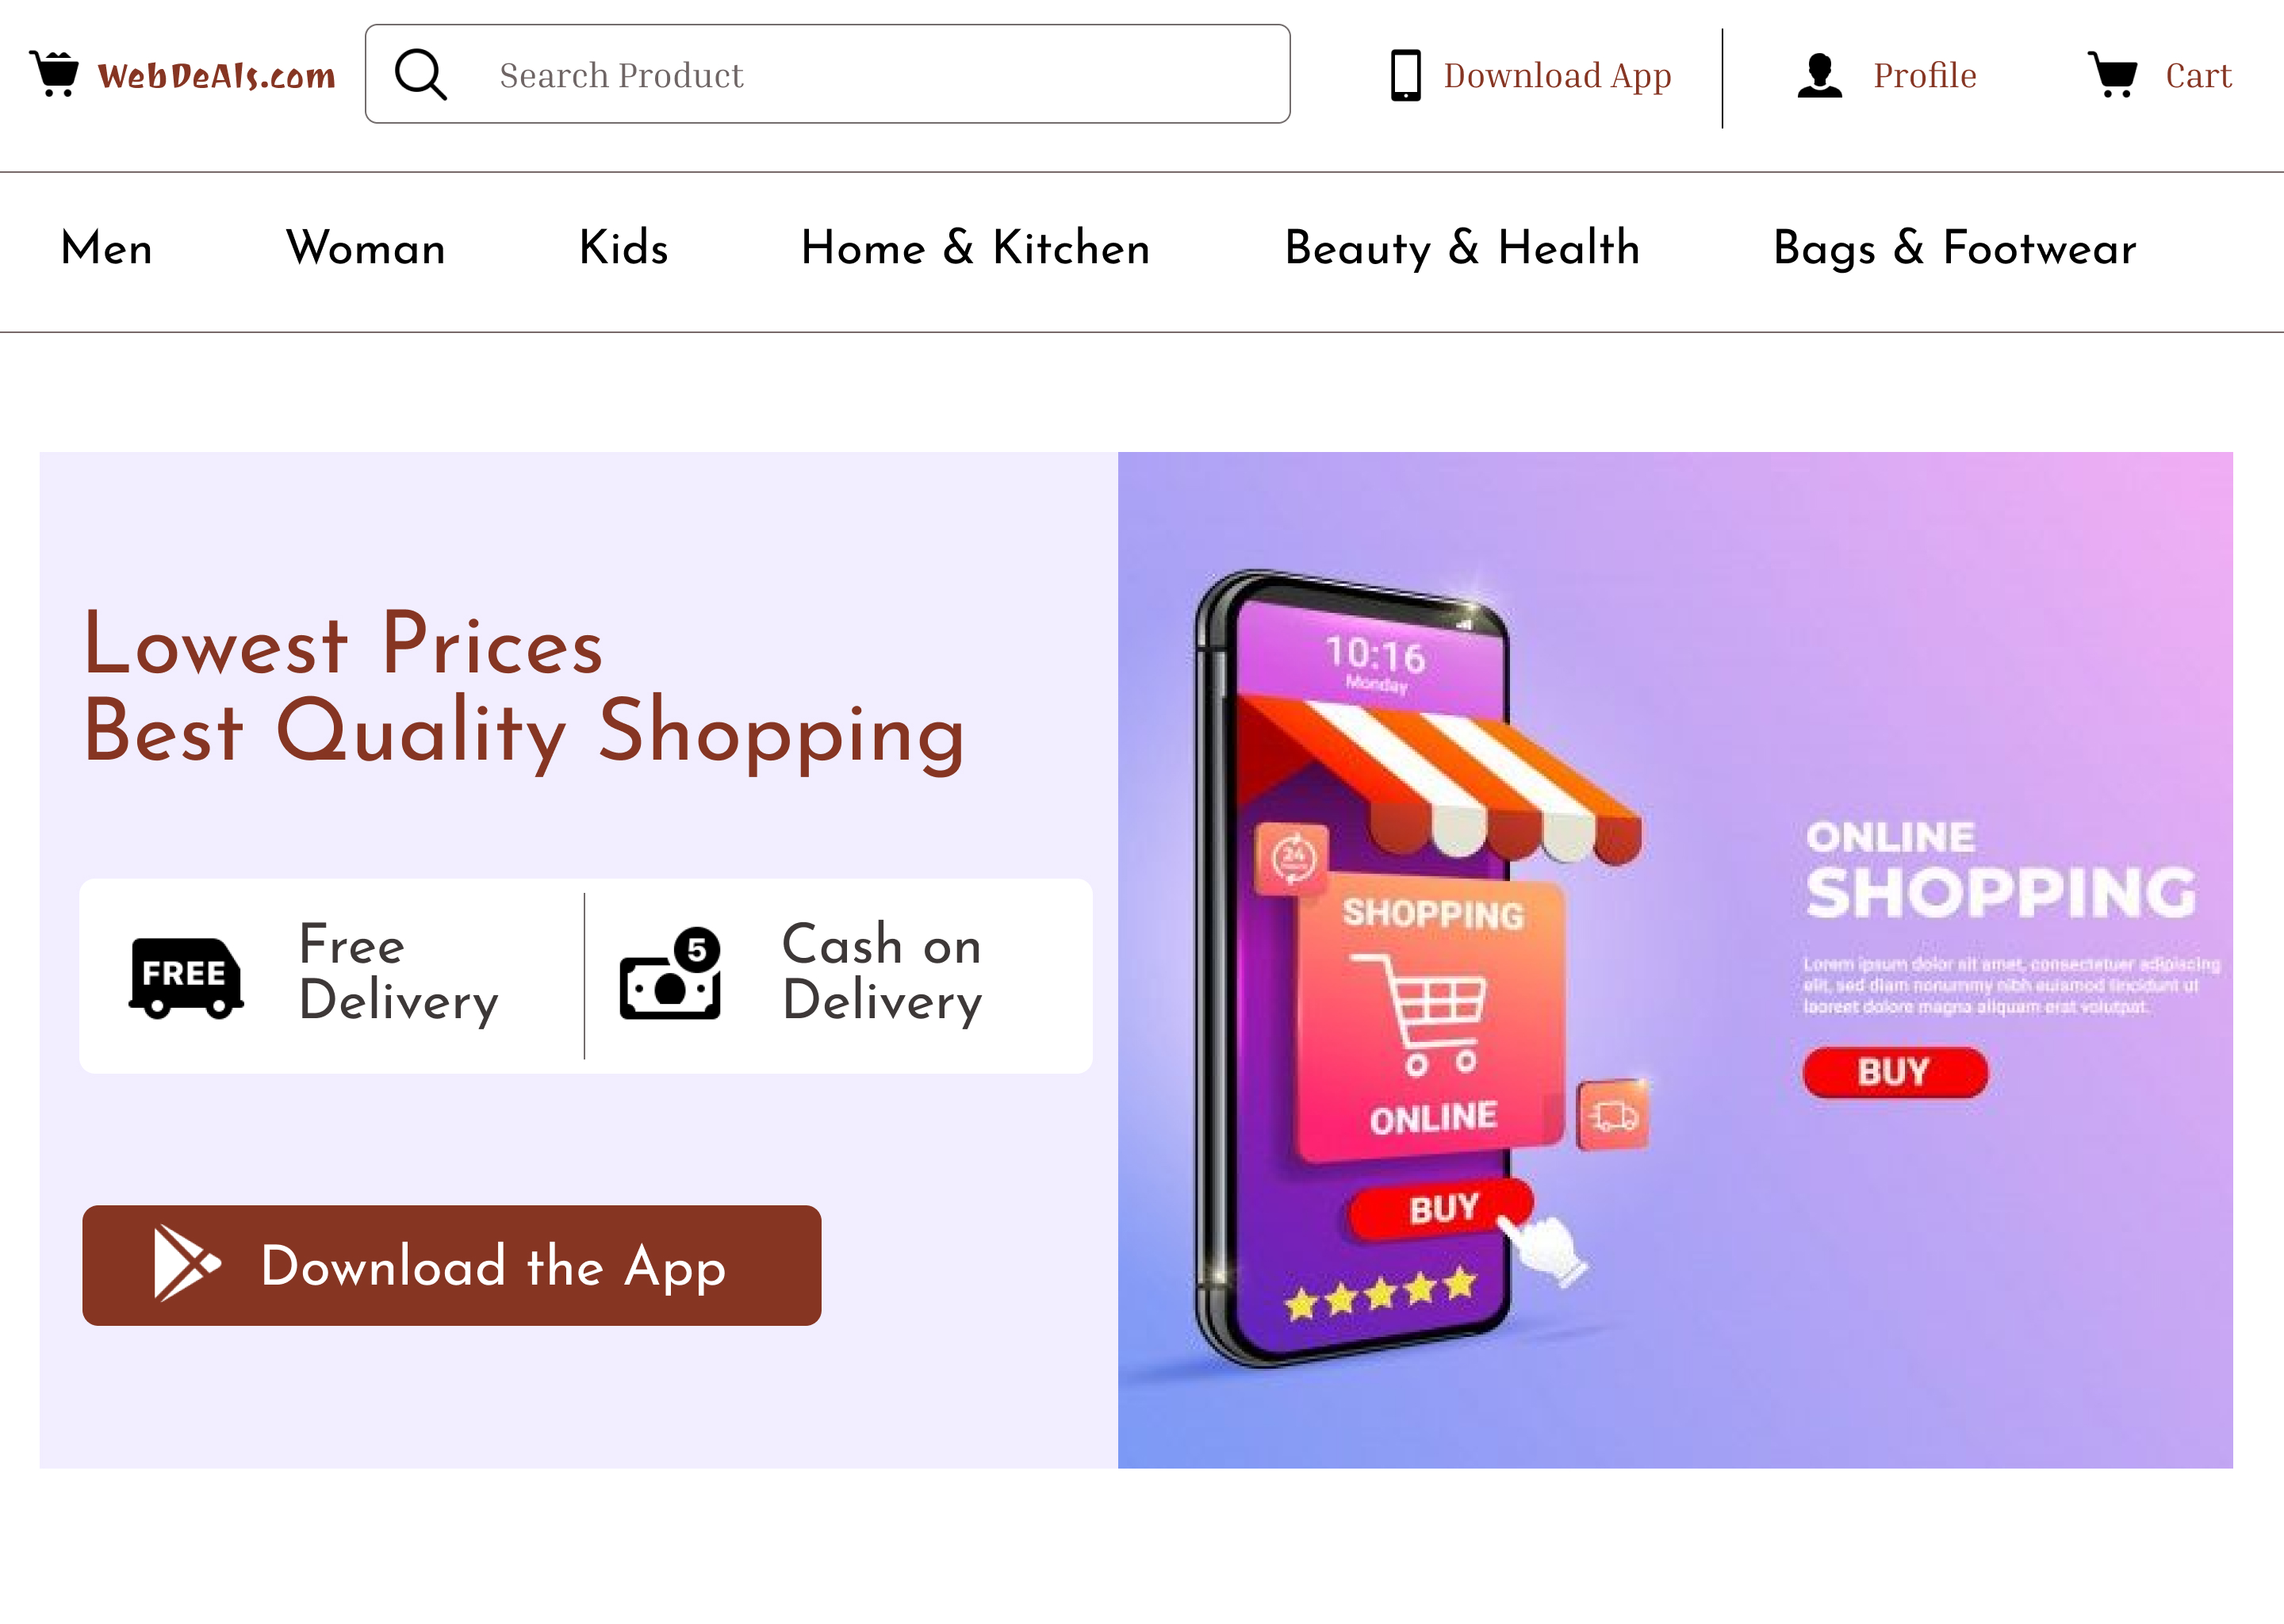 WebDeAls.com
Search Product
Download App
Profile
Cart
Men
Woman
Kids
Home & Kitchen
Beauty & Health
Bags & Footwear
Lowest Prices
Best Quality Shopping
FREE
Free
Delivery
5
Cash on
Delivery
Download the App
10:16
Monday
24
SHOPPING
ONLINE
BUY
ONLINE
SHOPPING
Lorem ipsum dolor sit amet, consectetuer adipiscing
elit, sed diam nonummy nibh euismod tincidunt ut
laoreet dolore magna aliquam erat volutpat.
BUY